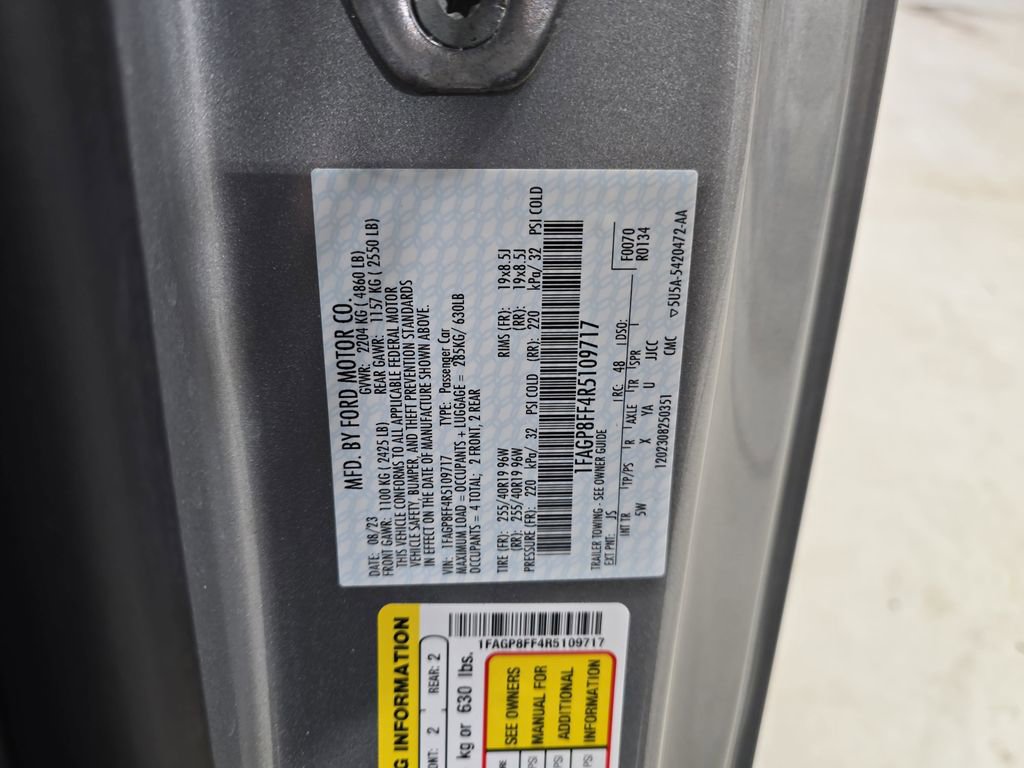 MFD. BY FORD MOTOR CO.
DATE: 08/23 GVWR: 2204 KG ( 4860 LB)
FRONT GAWR: 1100 KG ( 2425 LB) REAR GAWR: 1157 KG ( 2550 LB)
THIS VEHICLE CONFORMS TO ALL APPLICABLE FEDERAL MOTOR
VEHICLE SAFETY, BUMPER, AND THEFT PREVENTION STANDARDS
IN EFFECT ON THE DATE OF MANUFACTURE SHOWN ABOVE.
VIN: 1FAGP8FF4R5109717 TYPE: Passenger Car
MAXIMUM LOAD = OCCUPANTS + LUGGAGE = 285KG/ 630LB
OCCUPANTS = 4 TOTAL; 2 FRONT, 2 REAR
TIRE (FR): 255/40R19 96W RIMS (FR): 19x8.5J
(RR): 255/40R19 96W (RR): 19x8.5J
PRESSURE (FR): 220 kPa/ 32 PSI COLD (RR): 220 kPa/ 32 PSI COLD
1FAGP8FF4R5109717
TRAILER TOWING - SEE OWNER GUIDE
EXT PNT: JS RC: 48 DSO: F0070
INT TR TP/PS R AXLE TR SPR R0134
5W X YA U JJCC
1202308250351 CMC ▽5U5A-5420472-AA
G INFORMATION
ONT: 2 REAR: 2
kg or 630 lbs.
1FAGP8FF4R5109717
SEE OWNERS
MANUAL FOR
ADDITIONAL
INFORMATION
PSI
PSI
PSI